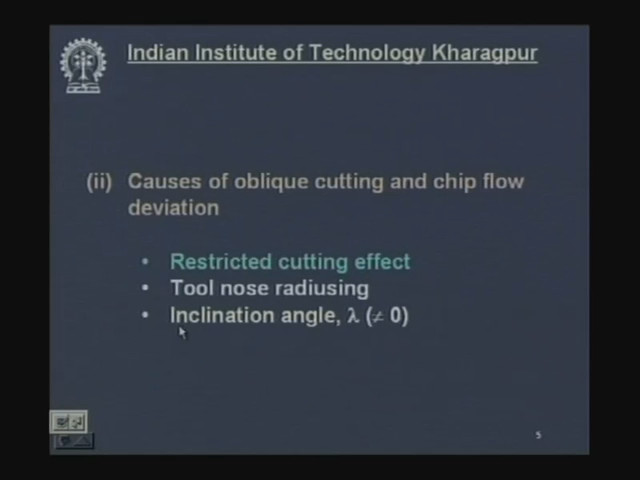 Indian Institute of Technology Kharagpur
(ii) Causes of oblique cutting and chip flow
deviation
• Restricted cutting effect
• Tool nose radiusing
• Inclination angle, λ (≠ 0)
5